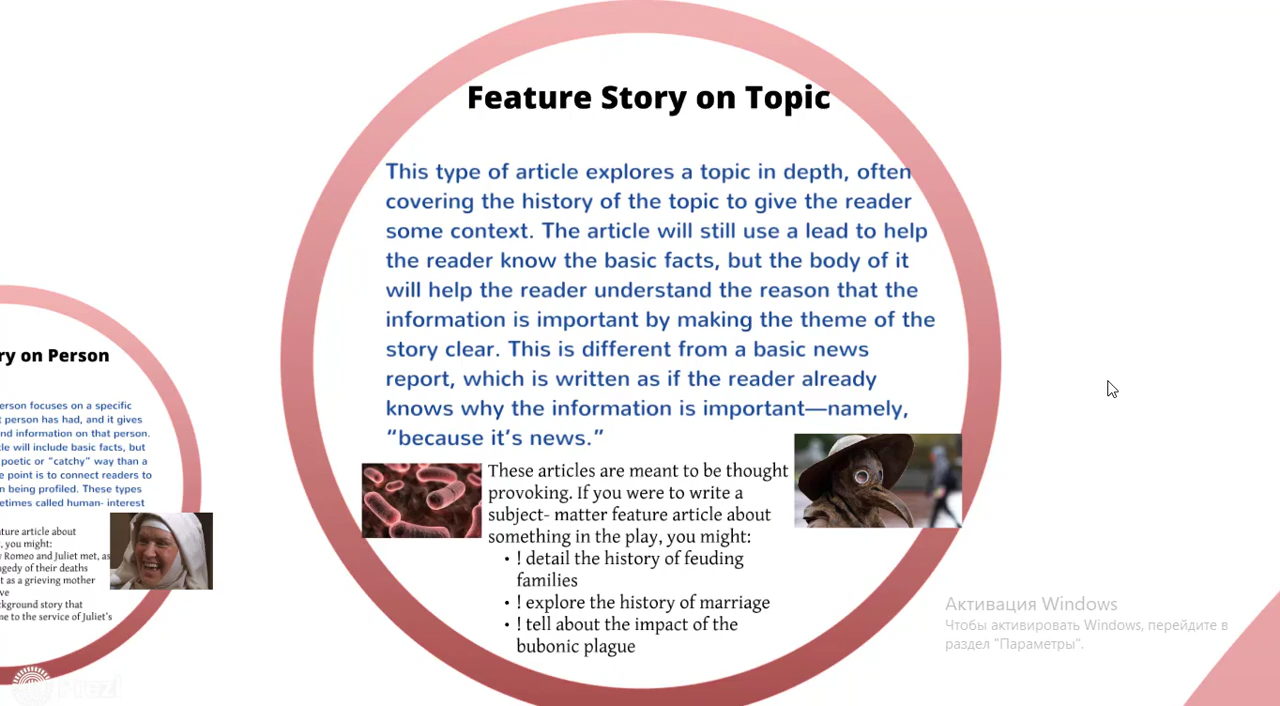 Feature Story on Topic
This type of article explores a topic in depth, often
covering the history of the topic to give the reader
some context. The article will still use a lead to help
the reader know the basic facts, but the body of it
will help the reader understand the reason that the
information is important by making the theme of the
story clear. This is different from a basic news
report, which is written as if the reader already
knows why the information is important—namely,
“because it’s news.”
These articles are meant to be thought
provoking. If you were to write a
subject- matter feature article about
something in the play, you might:
• ! detail the history of feuding
families
• ! explore the history of marriage
• ! tell about the impact of the
bubonic plague
ry on Person
erson focuses on a specific
t person has had, and it gives
nd information on that person.
cle will include basic facts, but
poetic or “catchy” way than a
e point is to connect readers to
n being profiled. These types
etimes called human- interest
ature article about
, you might:
Romeo and Juliet met, as
agedy of their deaths
t as a grieving mother
ve
ckground story that
me to the service of Juliet's
Prezi
Активация Windows
Чтобы активировать Windows, перейдите в
раздел "Параметры".